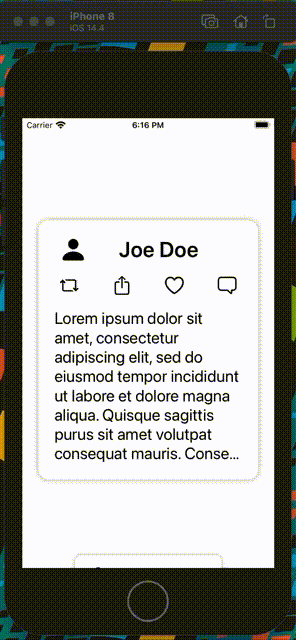 iPhone 8
iOS 14.4
Carrier
6:16 PM
Joe Doe
Lorem ipsum dolor sit
amet, consectetur
adipiscing elit, sed do
eiusmod tempor incididunt
ut labore et dolore magna
aliqua. Quisque sagittis
purus sit amet volutpat
consequat mauris. Conse...